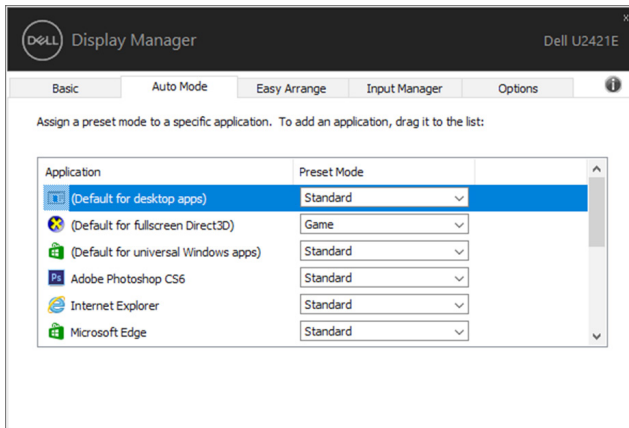 DELL Display Manager Dell U2421E
Basic Auto Mode Easy Arrange Input Manager Options
Assign a preset mode to a specific application. To add an application, drag it to the list:
Application Preset Mode
(Default for desktop apps) Standard
(Default for fullscreen Direct3D) Game
(Default for universal Windows apps) Standard
Ps Adobe Photoshop CS6 Standard
Internet Explorer Standard
Microsoft Edge Standard